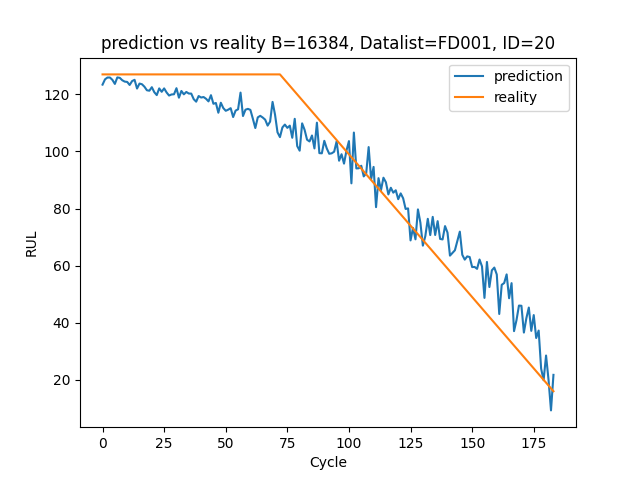 prediction vs reality B=16384, Datalist=FD001, ID=20
prediction
reality
RUL
120
100
80
60
40
20
0 25 50 75 100 125 150 175
Cycle